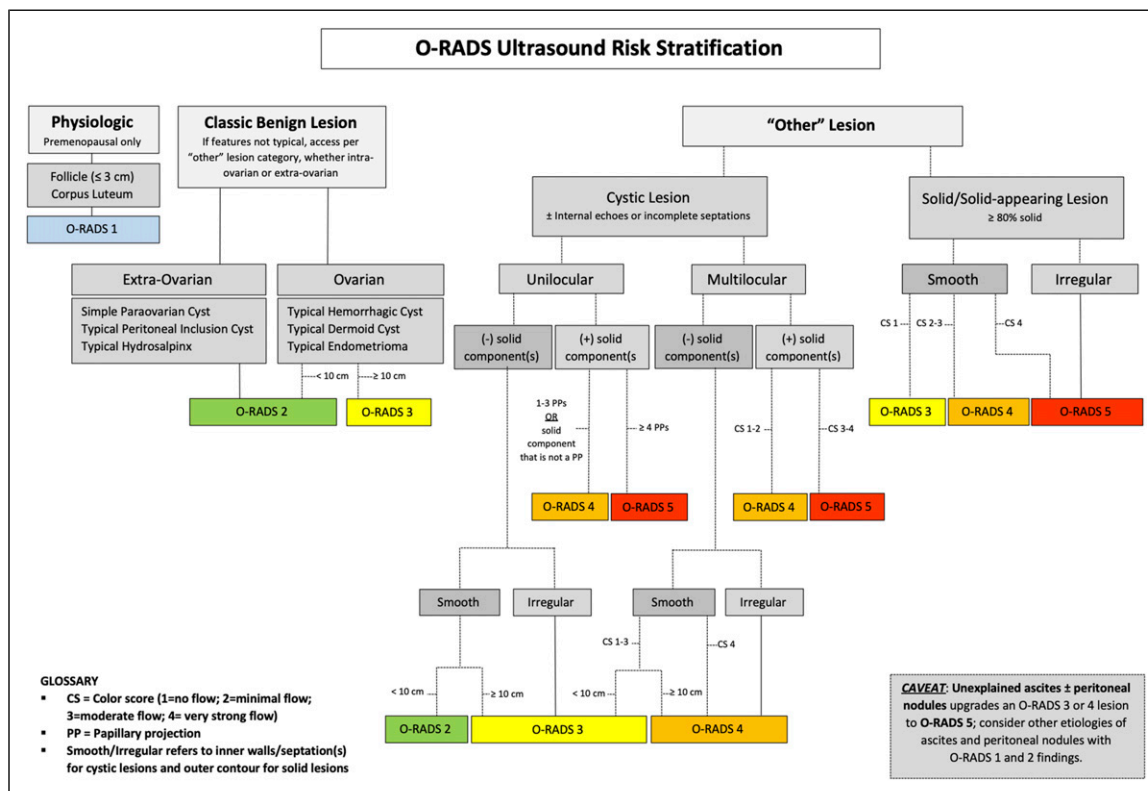 O-RADS Ultrasound Risk Stratification
Physiologic
Premenopausal only
Follicle (≤ 3 cm)
Corpus Luteum
O-RADS 1
Classic Benign Lesion
If features not typical, access per
“other” lesion category, whether intra-
ovarian or extra-ovarian
Extra-Ovarian
Simple Paraovarian Cyst
Typical Peritoneal Inclusion Cyst
Typical Hydrosalpinx
Ovarian
Typical Hemorrhagic Cyst
Typical Dermoid Cyst
Typical Endometrioma
< 10 cm
≥ 10 cm
O-RADS 2
O-RADS 3
“Other” Lesion
Cystic Lesion
± Internal echoes or incomplete septations
Unilocular
Multilocular
(-) solid
component(s)
(+) solid
component(s
(-) solid
component(s)
(+) solid
component(s)
1-3 PPs
OR
solid
component
that is not a PP
≥ 4 PPs
CS 1-2
CS 3-4
O-RADS 4
O-RADS 5
O-RADS 4
O-RADS 5
Solid/Solid-appearing Lesion
≥ 80% solid
Smooth
Irregular
CS 1
CS 2-3
CS 4
O-RADS 3
O-RADS 4
O-RADS 5
Smooth
Irregular
Smooth
Irregular
CS 1-3
CS 4
< 10 cm
≥ 10 cm
< 10 cm
≥ 10 cm
O-RADS 2
O-RADS 3
O-RADS 4
GLOSSARY
▪ CS = Color score (1=no flow; 2=minimal flow;
3=moderate flow; 4= very strong flow)
▪ PP = Papillary projection
▪ Smooth/Irregular refers to inner walls/septation(s)
for cystic lesions and outer contour for solid lesions
CAVEAT: Unexplained ascites ± peritoneal
nodules upgrades an O-RADS 3 or 4 lesion
to O-RADS 5; consider other etiologies of
ascites and peritoneal nodules with
O-RADS 1 and 2 findings.